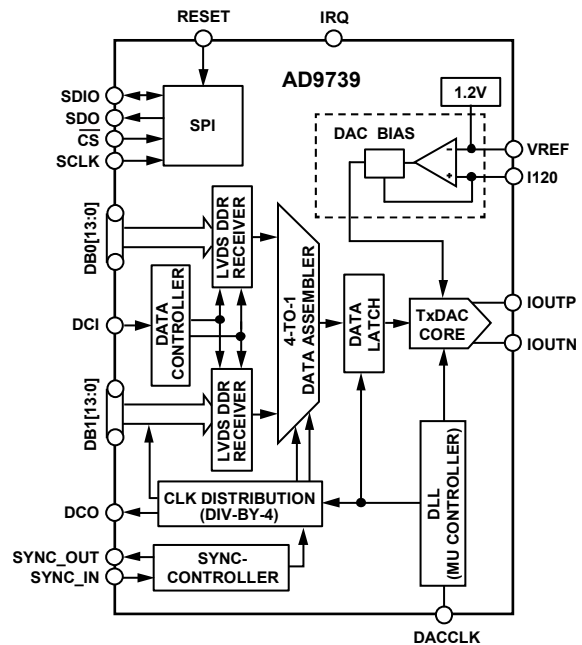 RESET
IRQ
AD9739
SDIO
SDO
CS
SCLK
SPI
1.2V
DAC BIAS
–
+
VREF
I120
DB0[13:0]
LVDS DDR
RECEIVER
DCI
DATA
CONTROLLER
4-TO-1
DATA ASSEMBLER
DATA
LATCH
TxDAC
CORE
IOUTP
IOUTN
DB1[13:0]
LVDS DDR
RECEIVER
DCO
CLK DISTRIBUTION
(DIV-BY-4)
DLL
(MU CONTROLLER)
SYNC_OUT
SYNC_IN
SYNC-
CONTROLLER
DACCLK